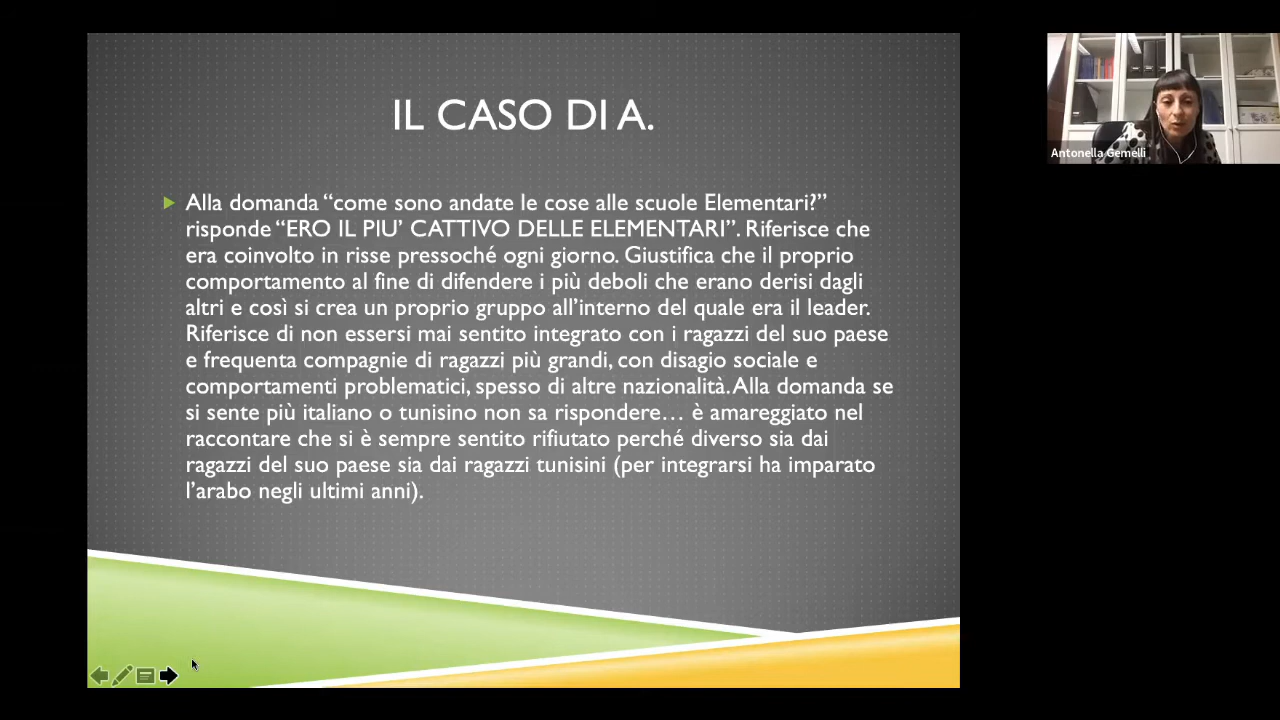 IL CASO DI A.
Alla domanda “come sono andate le cose alle scuole Elementari?”
risponde “ERO IL PIU’ CATTIVO DELLE ELEMENTARI”. Riferisce che
era coinvolto in risse pressoché ogni giorno. Giustifica che il proprio
comportamento al fine di difendere i più deboli che erano derisi dagli
altri e così si crea un proprio gruppo all’interno del quale era il leader.
Riferisce di non essersi mai sentito integrato con i ragazzi del suo paese
e frequenta compagnie di ragazzi più grandi, con disagio sociale e
comportamenti problematici, spesso di altre nazionalità. Alla domanda se
si sente più italiano o tunisino non sa rispondere… è amareggiato nel
raccontare che si è sempre sentito rifiutato perché diverso sia dai
ragazzi del suo paese sia dai ragazzi tunisini (per integrarsi ha imparato
l’arabo negli ultimi anni).
Antonella Gemelli